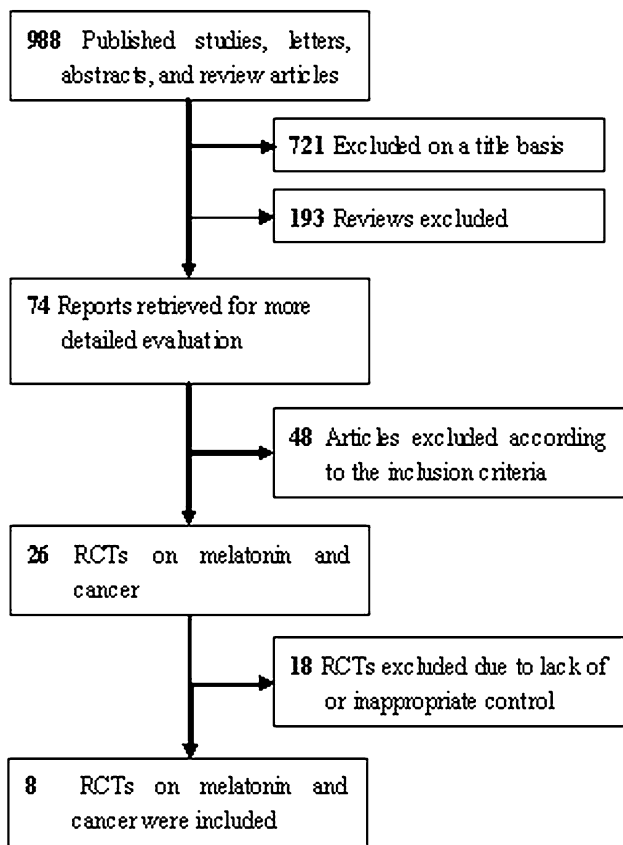 988 Published studies, letters,
abstracts, and review articles
721 Excluded on a title basis
193 Reviews excluded
74 Reports retrieved for more
detailed evaluation
48 Articles excluded according
to the inclusion criteria
26 RCTs on melatonin and
cancer
18 RCTs excluded due to lack of
or inappropriate control
8 RCTs on melatonin and
cancer were included